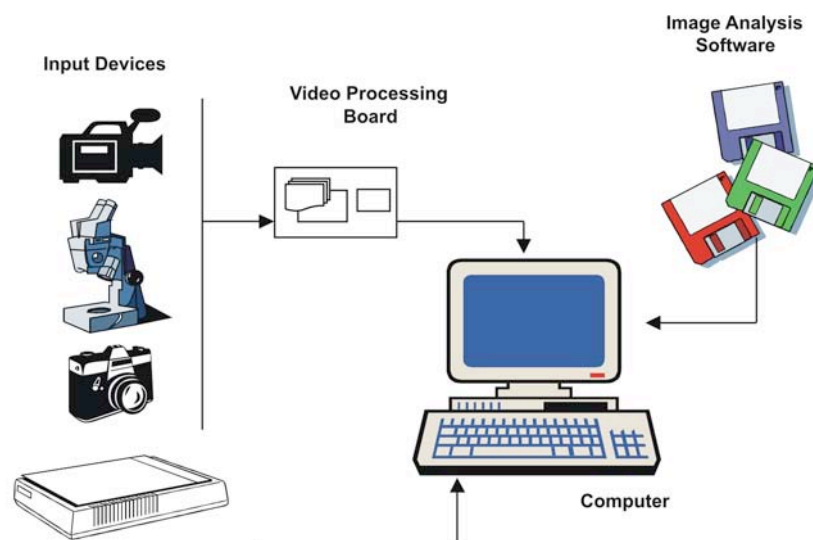 Input Devices
Video Processing
Board
Image Analysis
Software
Computer